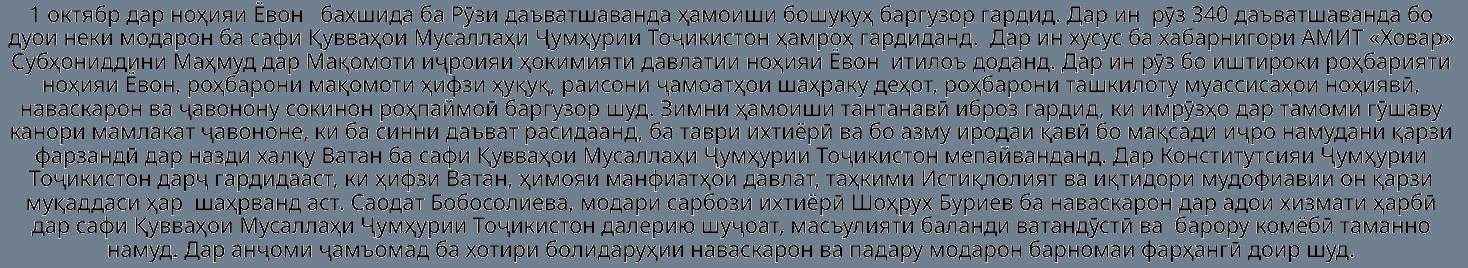 1 октябр дар ноҳияи Ёвон   бахшида ба Рӯзи даъватшаванда ҳамоиши бошукуҳ баргузор гардид. Дар ин  рӯз 340 даъватшаванда бо
дуои неки модарон ба сафи Қувваҳои Мусаллаҳи Ҷумҳурии Тоҷикистон ҳамроҳ гардиданд.  Дар ин хусус ба хабарнигори АМИТ «Ховар»
Субҳониддини Маҳмуд дар Мақомоти иҷроияи ҳокимияти давлатии ноҳияи Ёвон  итилоъ доданд. Дар ин рӯз бо иштироки роҳбарияти
ноҳияи Ёвон, роҳбарони мақомоти ҳифзи ҳуқуқ, раисони ҷамоатҳои шаҳраку деҳот, роҳбарони ташкилоту муассисаҳои ноҳиявӣ,
наваскарон ва ҷавонону сокинон роҳпаймоӣ баргузор шуд. Зимни ҳамоиши тантанавӣ иброз гардид, ки имрӯзҳо дар тамоми гӯшаву
канори мамлакат ҷавононе, ки ба синни даъват расидаанд, ба таври ихтиёрӣ ва бо азму иродаи қавӣ бо мақсади иҷро намудани қарзи
фарзандӣ дар назди халқу Ватан ба сафи Қувваҳои Мусаллаҳи Ҷумҳурии Тоҷикистон мепайванданд. Дар Конститутсияи Ҷумҳурии
Тоҷикистон дарҷ гардидааст, ки ҳифзи Ватан, ҳимояи манфиатҳои давлат, таҳкими Истиқлолият ва иқтидори мудофиавии он қарзи
муқаддаси ҳар  шаҳрванд аст. Саодат Бобосолиева, модари сарбози ихтиёрӣ Шоҳрух Буриев ба наваскарон дар адои хизмати ҳарбӣ
дар сафи Қувваҳои Мусаллаҳи Ҷумҳурии Тоҷикистон далерию шуҷоат, масъулияти баланди ватандӯстӣ ва  барору комёбӣ таманно
намуд. Дар анҷоми ҷамъомад ба хотири болидаруҳии наваскарон ва падару модарон барномаи фарҳангӣ доир шуд.